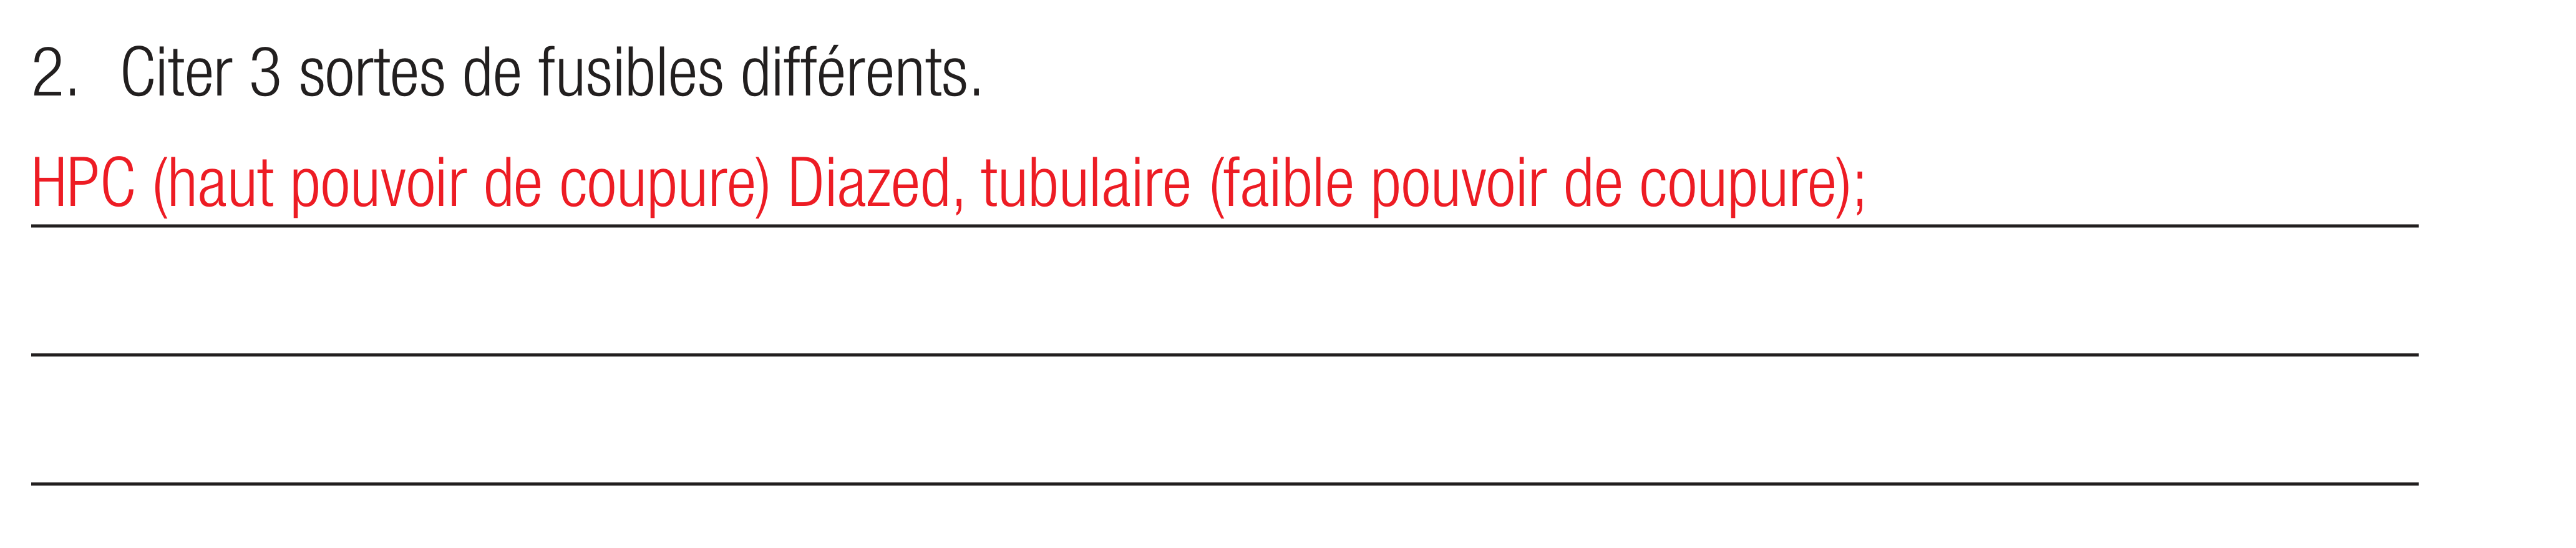 2. Citer 3 sortes de fusibles différents.
HPC (haut pouvoir de coupure) Diazed, tubulaire (faible pouvoir de coupure);